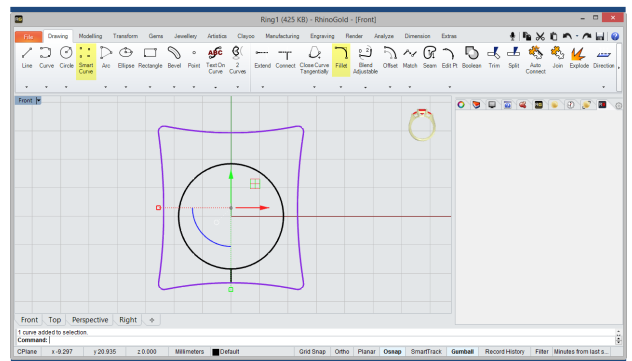 Ring1 (425 KB) - RhinoGold - [Front]
File Drawing Modelling Transform Gems Jewellery Artistics Clayoo Manufacturing Engraving Render Analyze Dimension Extras
Line Curve Circle Smart Curve Arc Ellipse Rectangle Bevel Point Text On Curve 2 Curves Extend Connect Close Curve Tangentially Fillet Blend Adjustable Offset Match Seam Edit Pt Boolean Trim Split Auto Connect Join Explode Direction
Front
Front Top Perspective Right
1 curve added to selection.
Command:
CPlane x -9.297 y 20.935 z 0.000 Millimeters Default Grid Snap Ortho Planar Osnap SmartTrack Gumball Record History Filter Minutes from last s...